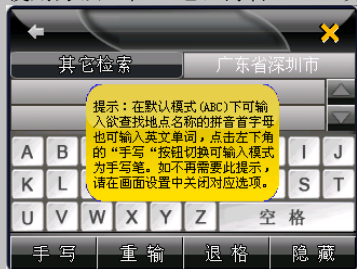 其它检索 广东省深圳市
提示：在默认模式(ABC)下可输
入欲查找地点名称的拼音首字母
也可输入英文单词，点击左下角
的“手写“按钮切换可输入模式
为手写笔。如不再需要此提示，
请在画面设置中关闭对应选项。
A B I J
K L S T
U V W X Y Z 空格
手写 重输 退格 隐藏